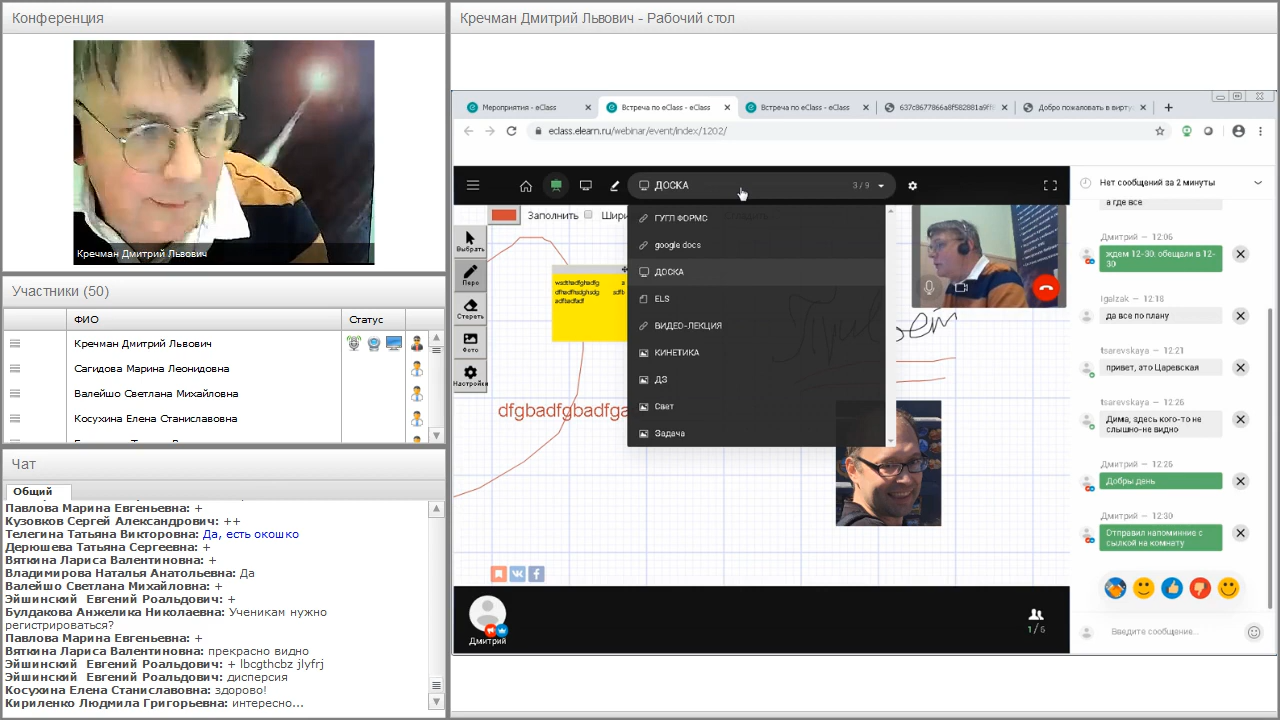 Конференция
Кречман Дмитрий Львович
Участники (50)
ФИО
Статус
Кречман Дмитрий Львович
Сагидова Марина Леонидовна
Валейшо Светлана Михайловна
Косухина Елена Станиславовна
Чат
Общий
Павлова Марина Евгеньевна: +
Кузовков Сергей Александрович: ++
Телегина Татьяна Викторовна: Да, есть окошко
Дерюшева Татьяна Сергеевна: +
Вяткина Лариса Валентиновна: +
Владимирова Наталья Анатольевна: Да
Валейшо Светлана Михайловна: +
Эйшинский Евгений Роальдович: +
Булдакова Анжелика Николаевна: Ученикам нужно
регистрироваться?
Павлова Марина Евгеньевна: +
Вяткина Лариса Валентиновна: прекрасно видно
Эйшинский Евгений Роальдович: + lbcgthcbz jlyfrj
Эйшинский Евгений Роальдович: дисперсия
Косухина Елена Станиславовна: здорово!
Кириленко Людмила Григорьевна: интересно...
Кречман Дмитрий Львович - Рабочий стол
Мероприятия - eClass
Встреча по eClass - eClass
Встреча по eClass - eClass
637c8677866a8f582881a9ff
Добро пожаловать в вирту
eclass.elearn.ru/webinar/event/index/1202/
ДОСКА
3 / 9
Заполнить
Шири
Выбрать
Перо
Стереть
Фото
Настройки
ГУГЛ ФОРМС
google docs
ДОСКА
ELS
ВИДЕО-ЛЕКЦИЯ
КИНЕТИКА
ДЗ
Свет
Задача
dfgbadfgbadfga
Привет
Дмитрий
1/6
Нет сообщений за 2 минуты
а где все
Дмитрий — 12:06
ждем 12-30. обещали в 12-
30
igalzak — 12:18
да все по плану
tsarevskaya — 12:21
привет, это Царевская
tsarevskaya — 12:26
Дима, здесь кого-то не
слышно-не видно
Дмитрий — 12:26
Добры день
Дмитрий — 12:30
Отправил напоминние с
сылкой на комнату
Введите сообщение...